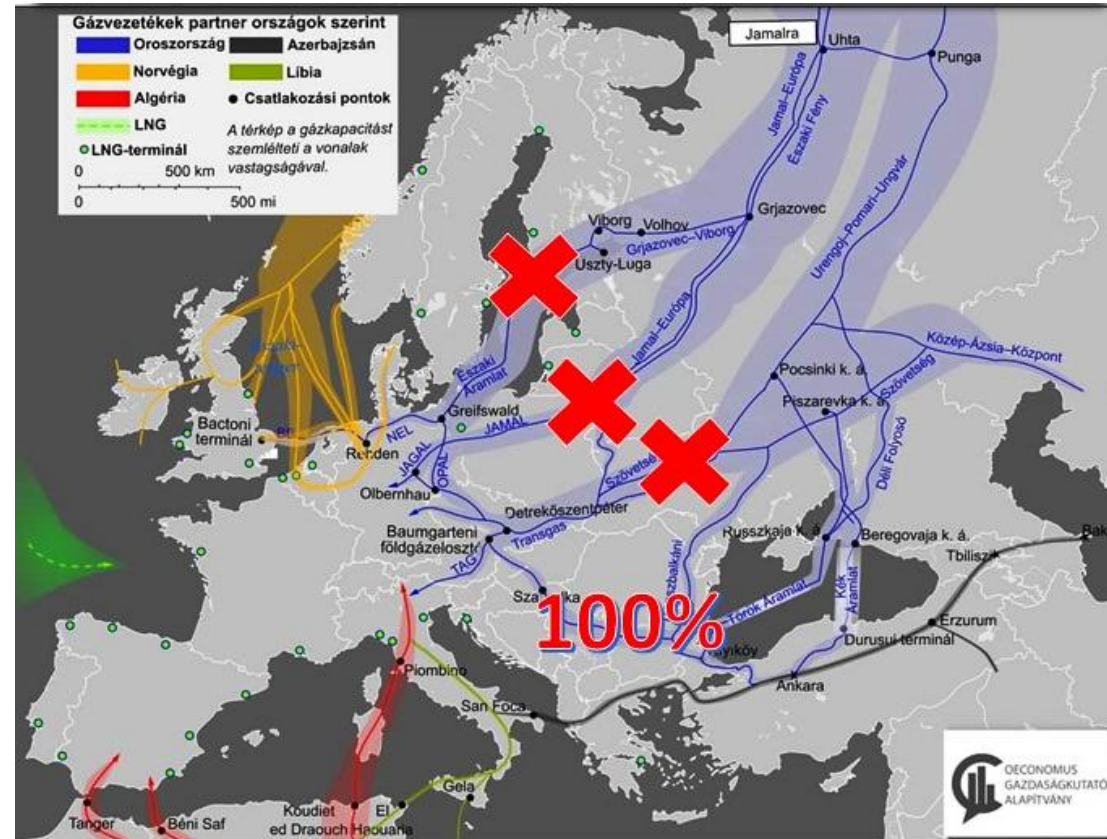 Gázvezetékek partner országok szerint
Oroszország
Azerbajzsán
Norvégia
Líbia
Algéria
Csatlakozási pontok
LNG
A térkép a gázkapacitást
szemlélteti a vonalak
vastagságával.
LNG-terminál
0 500 km
0 500 mi
Jamalra
Uhta
Punga
Jamal–Európa
Északi Fény
Urengoj–Pomari–Ungvár
Grjazovec
Viborg
Volhov
Grjazovec–Viborg
Uszty-Luga
Jamal–Európa
Közép-Ázsia–Központ
Pocsinki k. á.
Szövetség
Piszarevka k. á
Déli Folyosó
Északi
Áramlat
Greifswald
Bactoni
terminál
NEL
JAMAL
JAGAL
OPAL
Olbernhau
Detrekőszentpéter
Transgas
Baumgarteni
földgázelosztó
TAG
Russzkaja k. á
Beregovaja k. á.
Tbiliszi
100%
Török Áramlat
Kék
Áramlat
Erzurum
Durusui terminál
Ankara
Piombino
San Foca
Gela
Koudiet
ed Draouch
El
Haouaria
Tanger
Béni Saf
OECONOMUS
GAZDASÁGKUTATÓ
ALAPÍTVÁNY